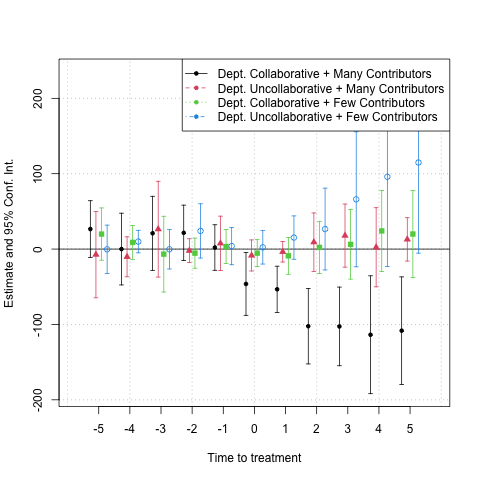 Dept. Collaborative + Many Contributors
Dept. Uncollaborative + Many Contributors
Dept. Collaborative + Few Contributors
Dept. Uncollaborative + Few Contributors
Estimate and 95% Conf. Int.
200
100
0
-100
-200
-5 -4 -3 -2 -1 0 1 2 3 4 5
Time to treatment